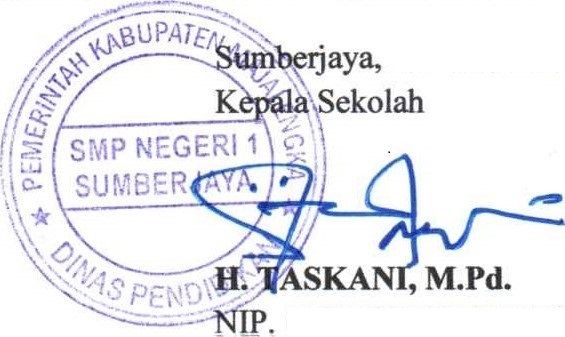 PEMERINTAH KABUPATEN MAJALENGKA
SMP NEGERI 1
SUMBERJAYA
DINAS PENDIDIKAN
Sumberjaya,
Kepala Sekolah
H. TASKANI, M.Pd.
NIP.